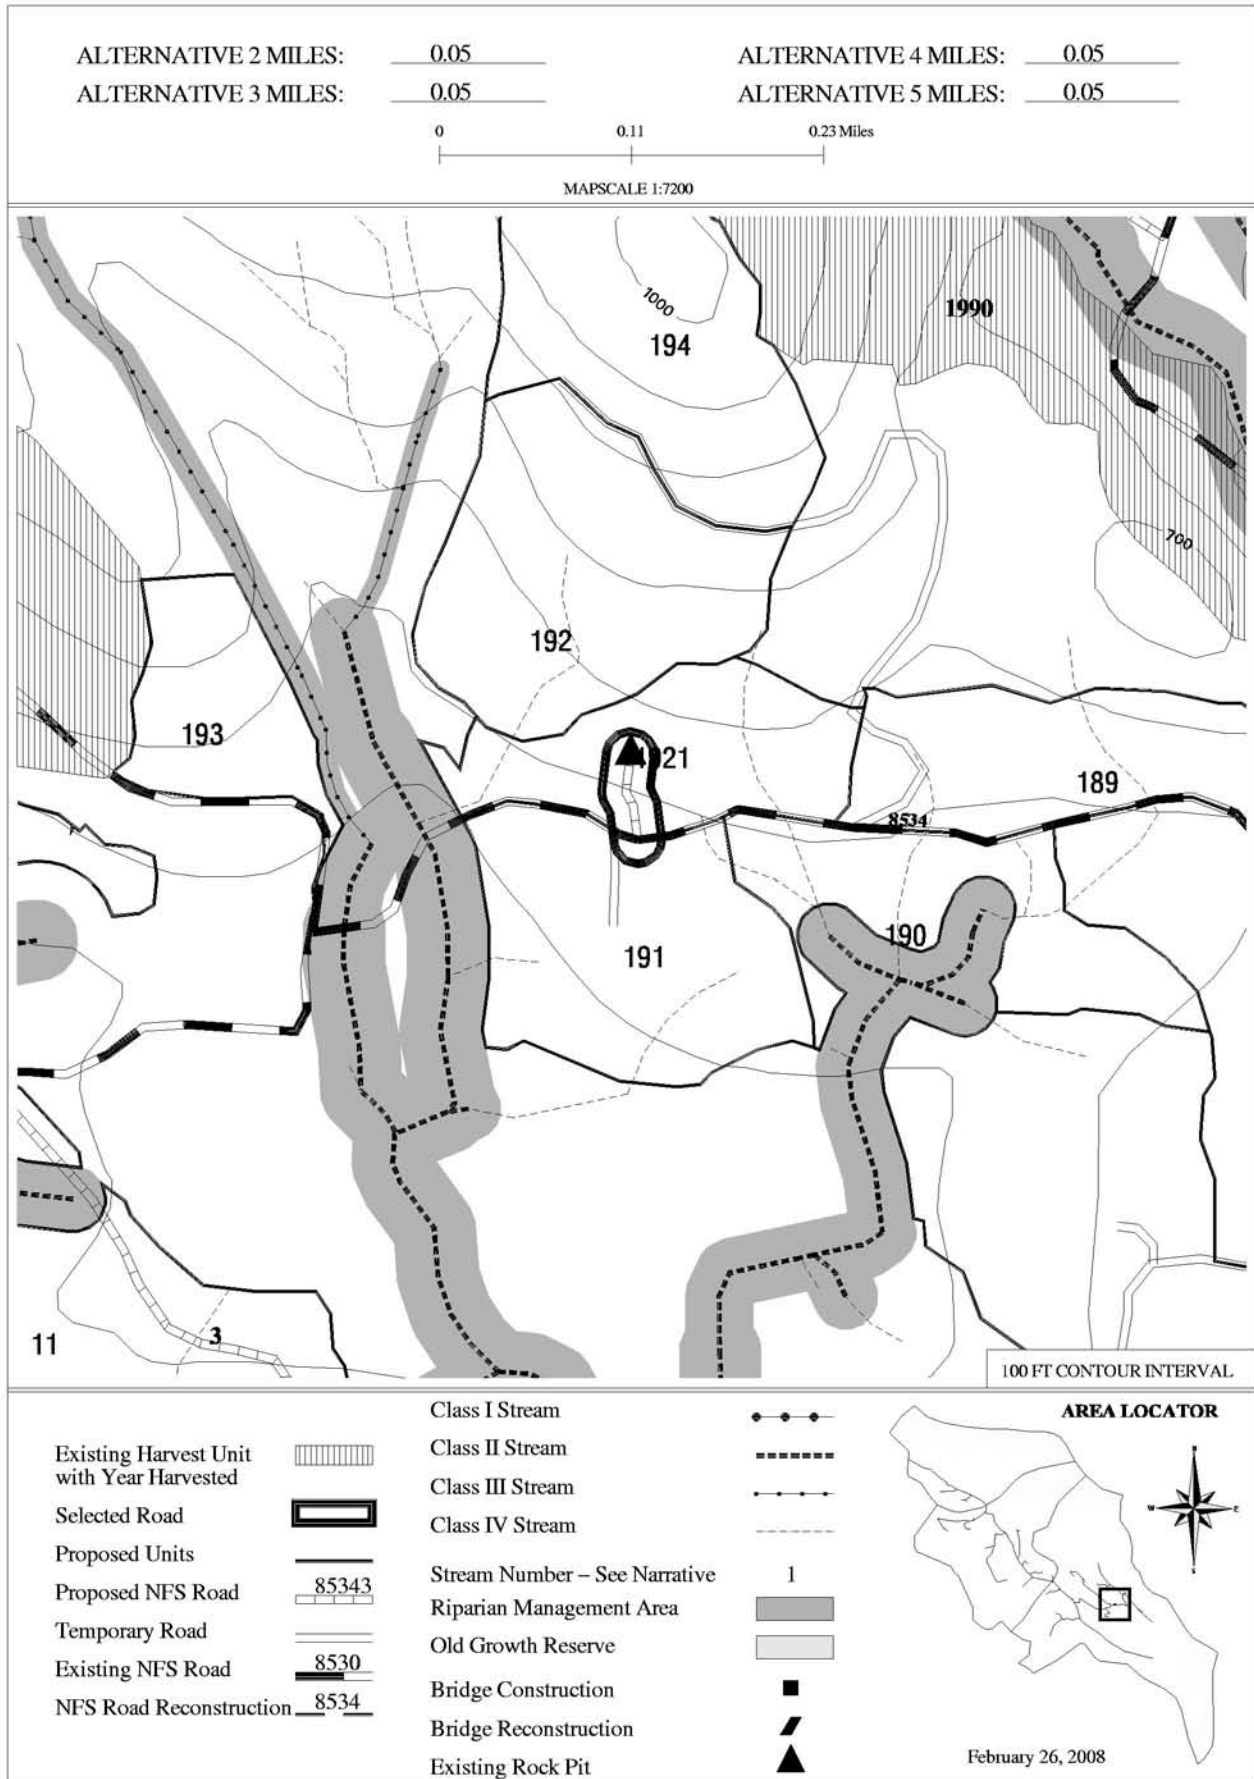 ALTERNATIVE 2 MILES: 0.05
ALTERNATIVE 4 MILES: 0.05
ALTERNATIVE 3 MILES: 0.05
ALTERNATIVE 5 MILES: 0.05
0 0.11 0.23 Miles
MAPSCALE 1:7200
1000
194
1990
700
192
193
189
8534
190
191
3
11
100 FT CONTOUR INTERVAL
Existing Harvest Unit
with Year Harvested
Selected Road
Proposed Units
Proposed NFS Road 85343
Temporary Road
Existing NFS Road 8530
NFS Road Reconstruction 8534
Class I Stream
Class II Stream
Class III Stream
Class IV Stream
Stream Number – See Narrative 1
Riparian Management Area
Old Growth Reserve
Bridge Construction
Bridge Reconstruction
Existing Rock Pit
AREA LOCATOR
N
W E
S
February 26, 2008